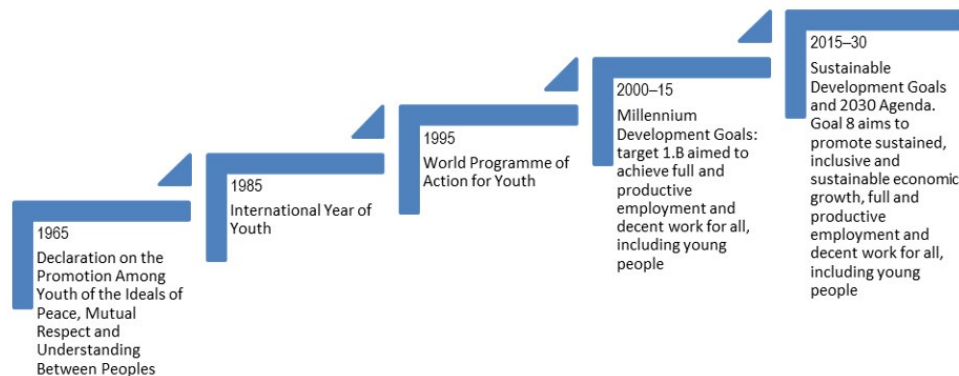 1965
Declaration on the
Promotion Among
Youth of the Ideals of
Peace, Mutual
Respect and
Understanding
Between Peoples
1985
International Year of
Youth
1995
World Programme of
Action for Youth
2000–15
Millennium
Development Goals:
target 1.B aimed to
achieve full and
productive
employment and
decent work for all,
including young
people
2015–30
Sustainable
Development Goals
and 2030 Agenda.
Goal 8 aims to
promote sustained,
inclusive and
sustainable economic
growth, full and
productive
employment and
decent work for all,
including young
people